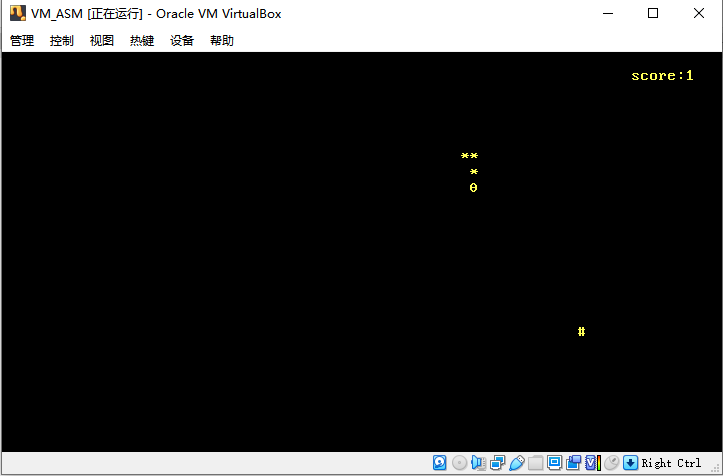 VM_ASM [正在运行] - Oracle VM VirtualBox
管理 控制 视图 热键 设备 帮助
score:1
**
*
θ
#
Right Ctrl